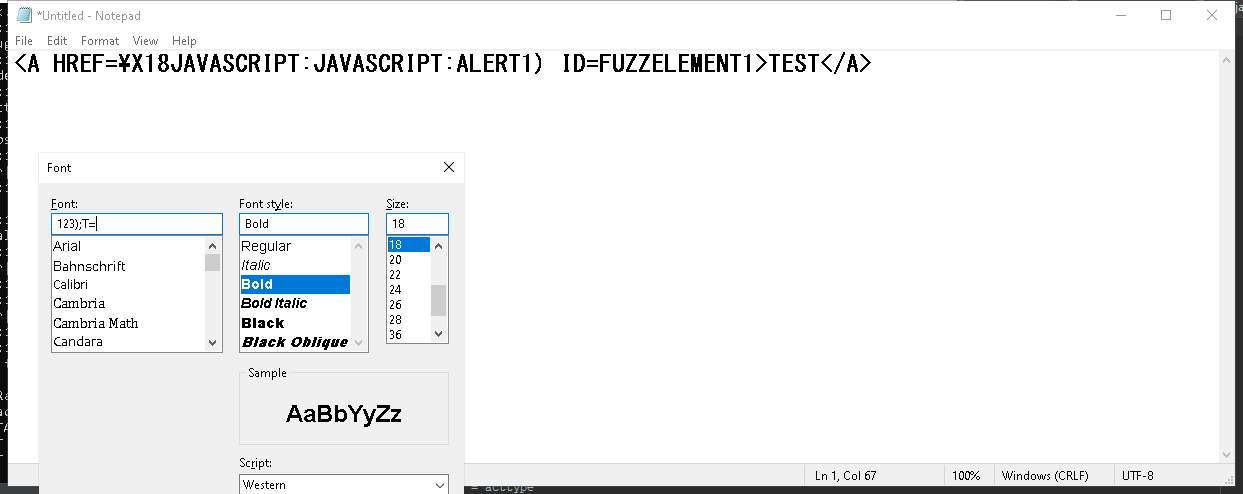 *Untitled - Notepad
File Edit Format View Help
<A HREF=¥X18JAVASCRIPT:JAVASCRIPT:ALERT1) ID=FUZZELEMENT1>TEST</A>
Font
Font: Font style: Size:
123);T= Bold 18
Arial Regular 18
Bahnschrift Italic 20
Calibri Bold 22
Cambria Bold Italic 24
Cambria Math Black 26
Candara Black Oblique 28
36
Sample
AaBbYyZz
Script:
Western
Ln 1, Col 67 100% Windows (CRLF) UTF-8
= acctype